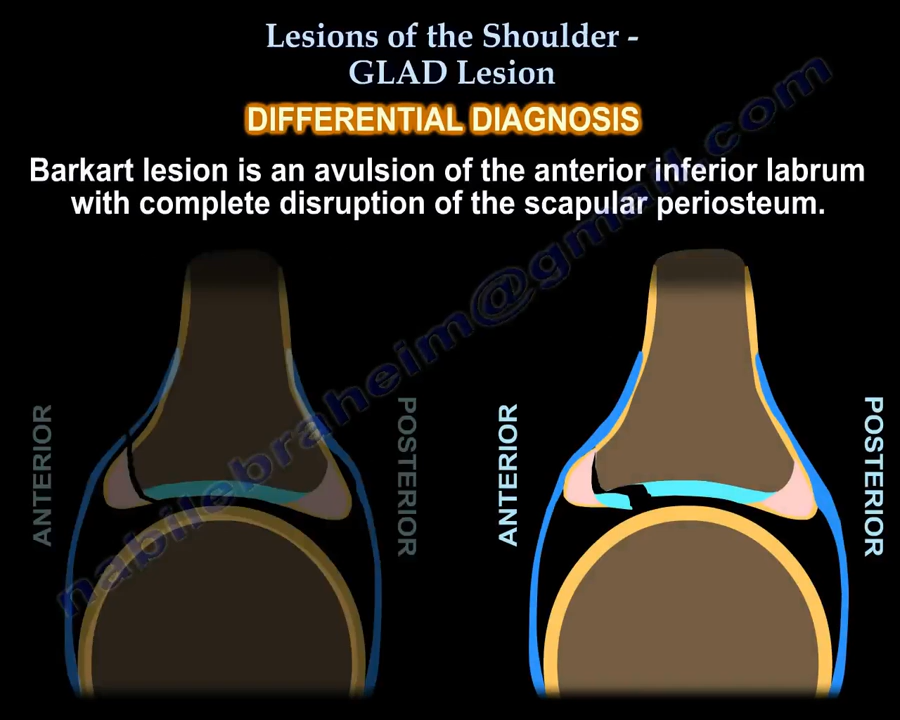 Lesions of the Shoulder -
GLAD Lesion
DIFFERENTIAL DIAGNOSIS
Barkart lesion is an avulsion of the anterior inferior labrum
with complete disruption of the scapular periosteum.
ANTERIOR
POSTERIOR
ANTERIOR
POSTERIOR
nabilebraheim@gmail.com